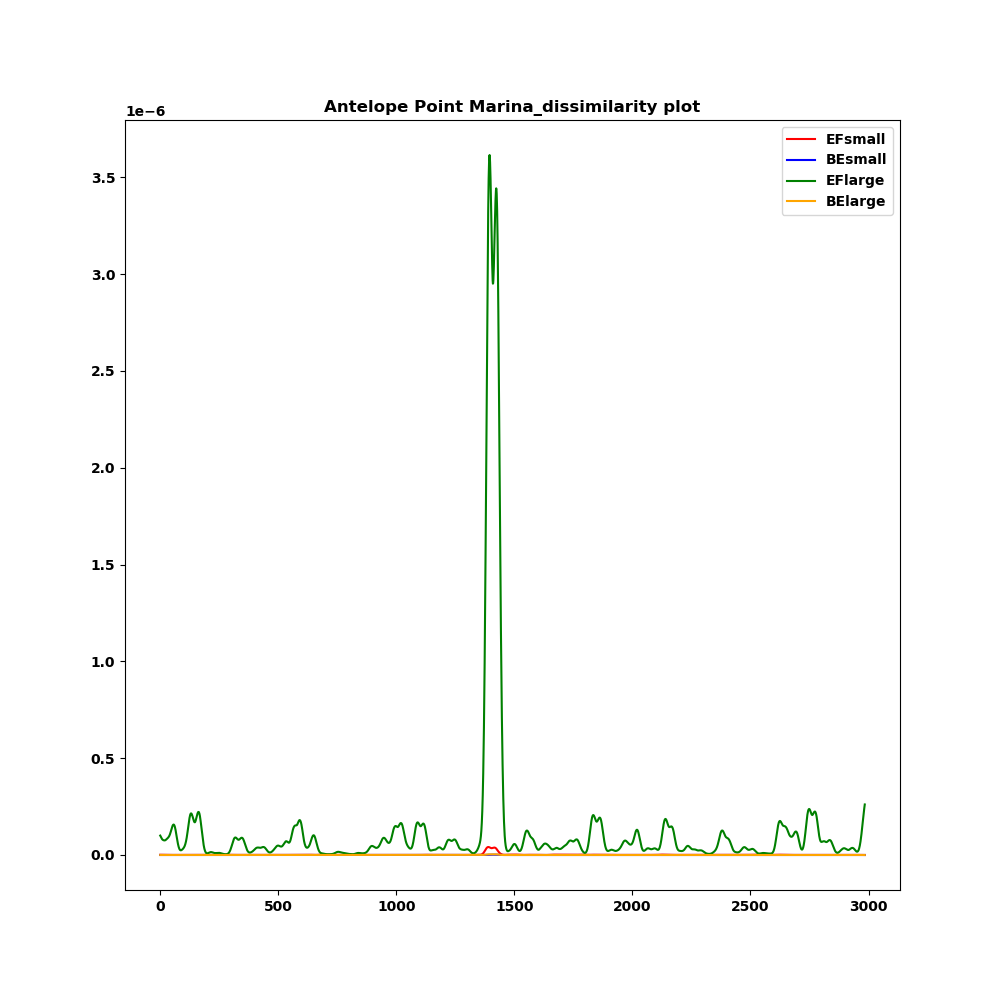 Antelope Point Marina_dissimilarity plot
1e−6
EFsmall
BEsmall
EFlarge
BElarge
3.5
3.0
2.5
2.0
1.5
1.0
0.5
0.0
0 500 1000 1500 2000 2500 3000